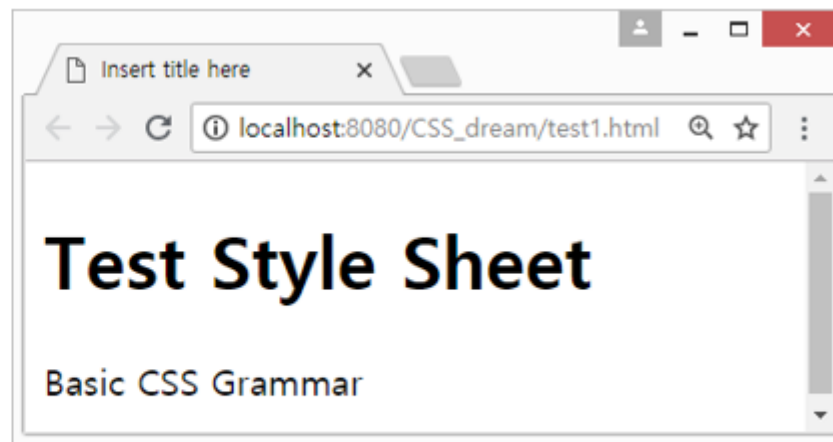 Insert title here
localhost:8080/CSS_dream/test1.html
Test Style Sheet
Basic CSS Grammar